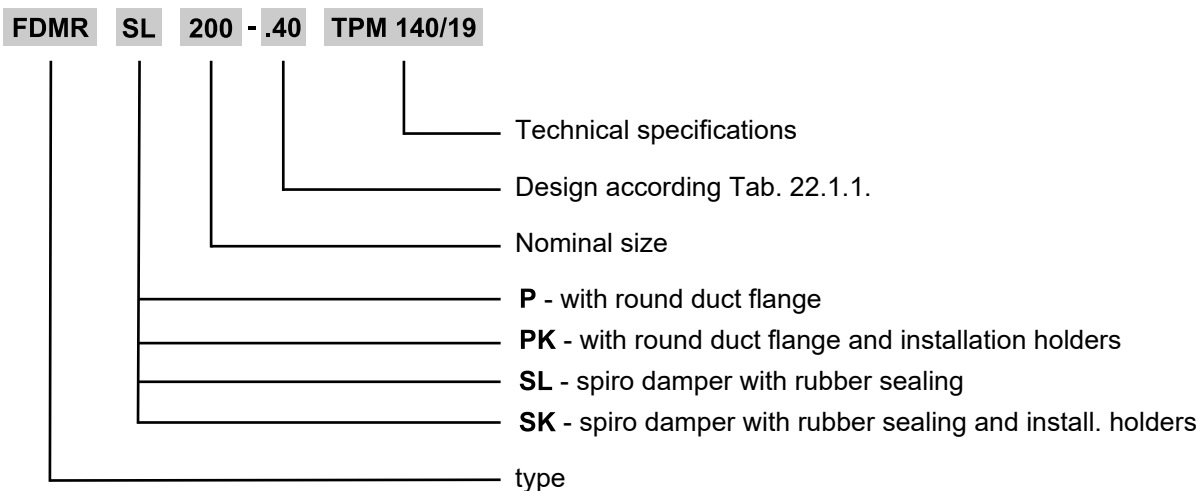 FDMR SL 200 - .40 TPM 140/19
Technical specifications
Design according Tab. 22.1.1.
Nominal size
P - with round duct flange
PK - with round duct flange and installation holders
SL - spiro damper with rubber sealing
SK - spiro damper with rubber sealing and install. holders
type